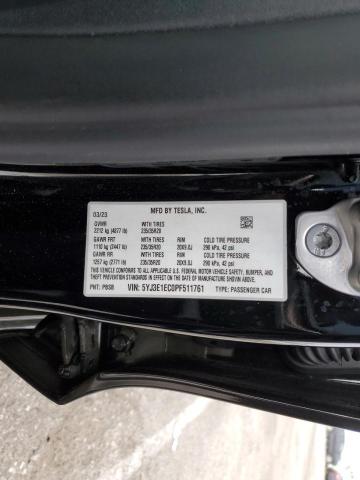 MFD BY TESLA, INC.
03/23
GVWR WITH TIRES
2212 kg (4877 lb) 235/35R20
GAWR FRT WITH TIRES RIM COLD TIRE PRESSURE
1110 kg (2447 lb) 235/35R20 20X9.0J 290 kPa, 42 psi
GAWR RR WITH TIRES RIM COLD TIRE PRESSURE
1257 kg (2771 lb) 235/35R20 20X9.0J 290 kPa, 42 psi
THIS VEHICLE CONFORMS TO ALL APPLICABLE U.S. FEDERAL MOTOR VEHICLE SAFETY, BUMPER, AND
THEFT PREVENTION STANDARDS IN EFFECT ON THE DATE OF MANUFACTURE SHOWN ABOVE.
PNT: PBSB VIN: 5YJ3E1EC0PF511761 TYPE: PASSENGER CAR